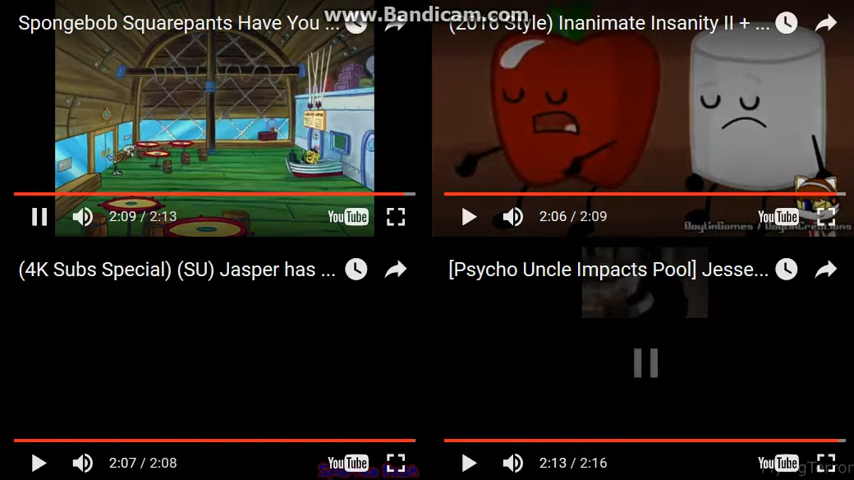 www.Bandicam.com
Spongebob Squarepants Have You ...
(2016 Style) Inanimate Insanity II + ...
2:09 / 2:13
YouTube
2:06 / 2:09
YouTube
DaylinGames / DaylinCreations
(4K Subs Special) (SU) Jasper has ...
[Psycho Uncle Impacts Pool] Jesse...
2:07 / 2:08
YouTube
2:13 / 2:16
YouTube